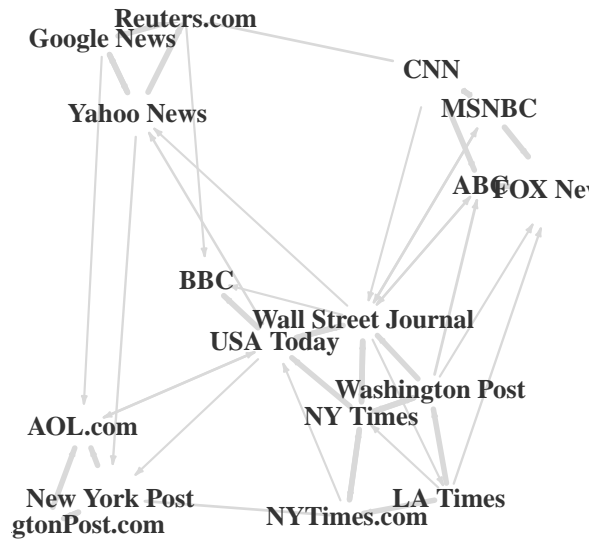 Reuters.com
Google News
CNN
MSNBC
Yahoo News
ABC
FOX Nev
BBC
Wall Street Journal
USA Today
Washington Post
NY Times
AOL.com
New York Post
LA Times
NYTimes.com
gtonPost.com